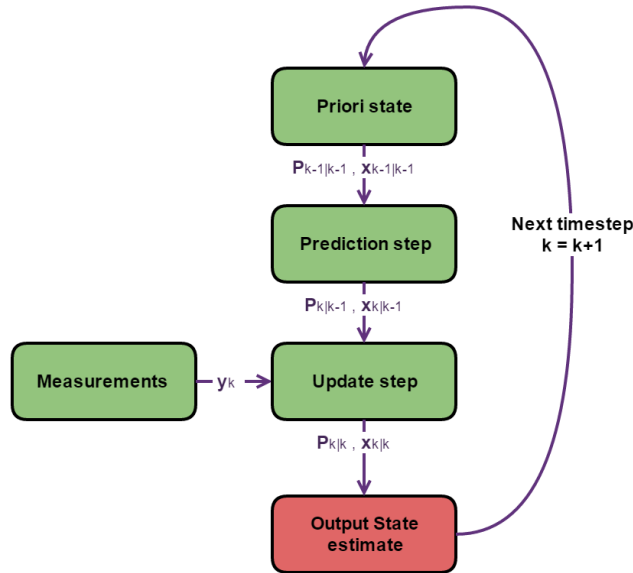 Priori state
Pk-1|k-1 , xk-1|k-1
Next timestep
k = k+1
Prediction step
Pk|k-1 , xk|k-1
Measurements
yk
Update step
Pk|k , xk|k
Output State
estimate